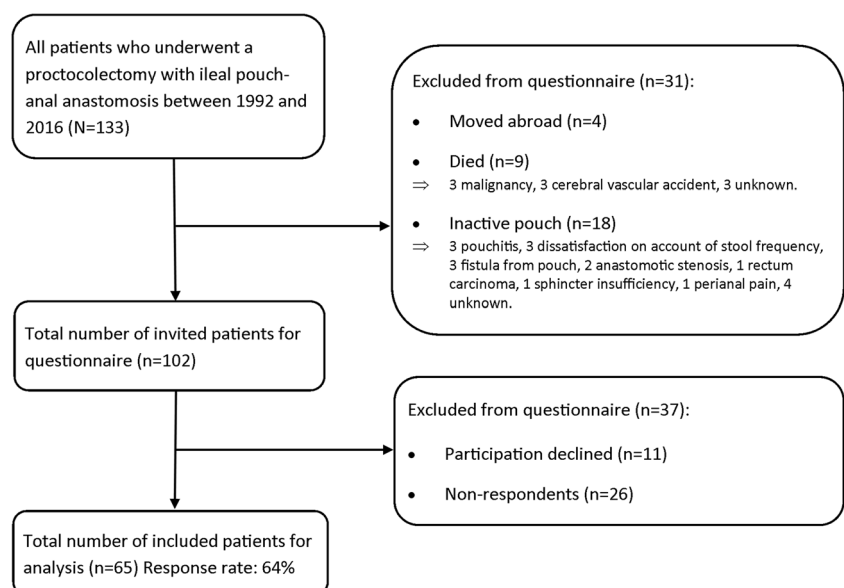 All patients who underwent a
proctocolectomy with ileal pouch-
anal anastomosis between 1992 and
2016 (N=133)
Excluded from questionnaire (n=31):
• Moved abroad (n=4)
• Died (n=9)
⇒ 3 malignancy, 3 cerebral vascular accident, 3 unknown.
• Inactive pouch (n=18)
⇒ 3 pouchitis, 3 dissatisfaction on account of stool frequency,
3 fistula from pouch, 2 anastomotic stenosis, 1 rectum
carcinoma, 1 sphincter insufficiency, 1 perianal pain, 4
unknown.
Total number of invited patients for
questionnaire (n=102)
Excluded from questionnaire (n=37):
• Participation declined (n=11)
• Non-respondents (n=26)
Total number of included patients for
analysis (n=65) Response rate: 64%